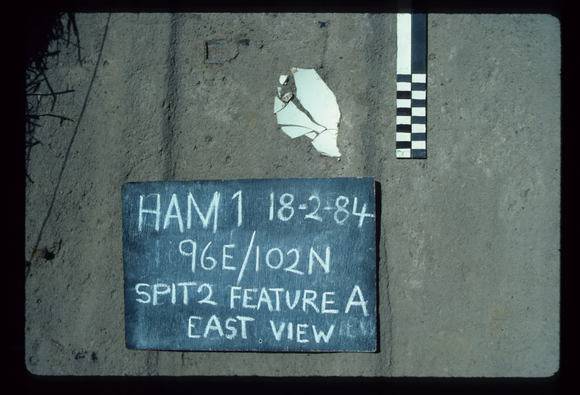 HAM 1 18-2-84
96E/102N
SPIT2 FEATURE A
EAST VIEW